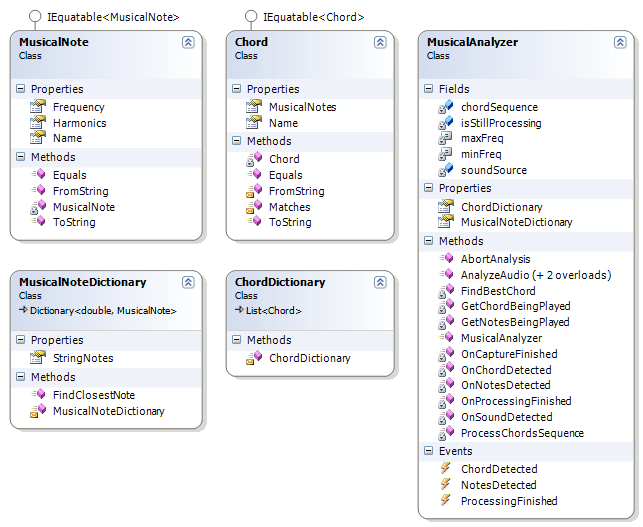 IEquatable<MusicalNote>
MusicalNote
Class
Properties
Frequency
Harmonics
Name
Methods
Equals
FromString
MusicalNote
ToString
IEquatable<Chord>
Chord
Class
Properties
MusicalNotes
Name
Methods
Chord
Equals
FromString
Matches
ToString
MusicalAnalyzer
Class
Fields
chordSequence
isStillProcessing
maxFreq
minFreq
soundSource
Properties
ChordDictionary
MusicalNoteDictionary
Methods
AbortAnalysis
AnalyzeAudio (+ 2 overloads)
FindBestChord
GetChordBeingPlayed
GetNotesBeingPlayed
MusicalAnalyzer
OnCaptureFinished
OnChordDetected
OnNotesDetected
OnProcessingFinished
OnSoundDetected
ProcessChordsSequence
Events
ChordDetected
NotesDetected
ProcessingFinished
MusicalNoteDictionary
Class
Dictionary<double, MusicalNote>
Properties
StringNotes
Methods
FindClosestNote
MusicalNoteDictionary
ChordDictionary
Class
List<Chord>
Methods
ChordDictionary